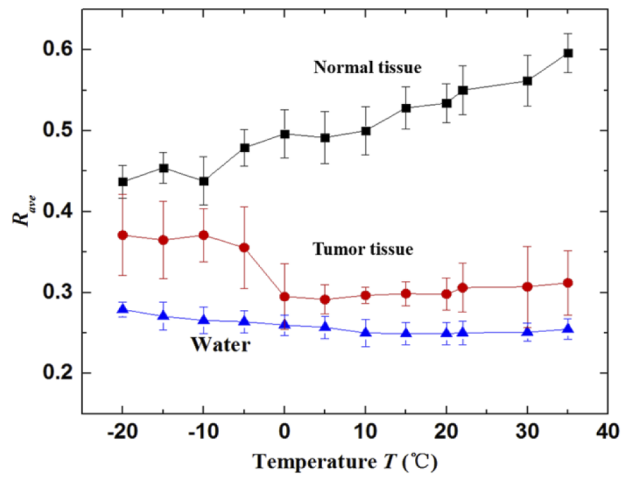 0.6
0.5
0.4
0.3
0.2
R_ave
Normal tissue
Tumor tissue
Water
-20 -10 0 10 20 30 40
Temperature T (℃)